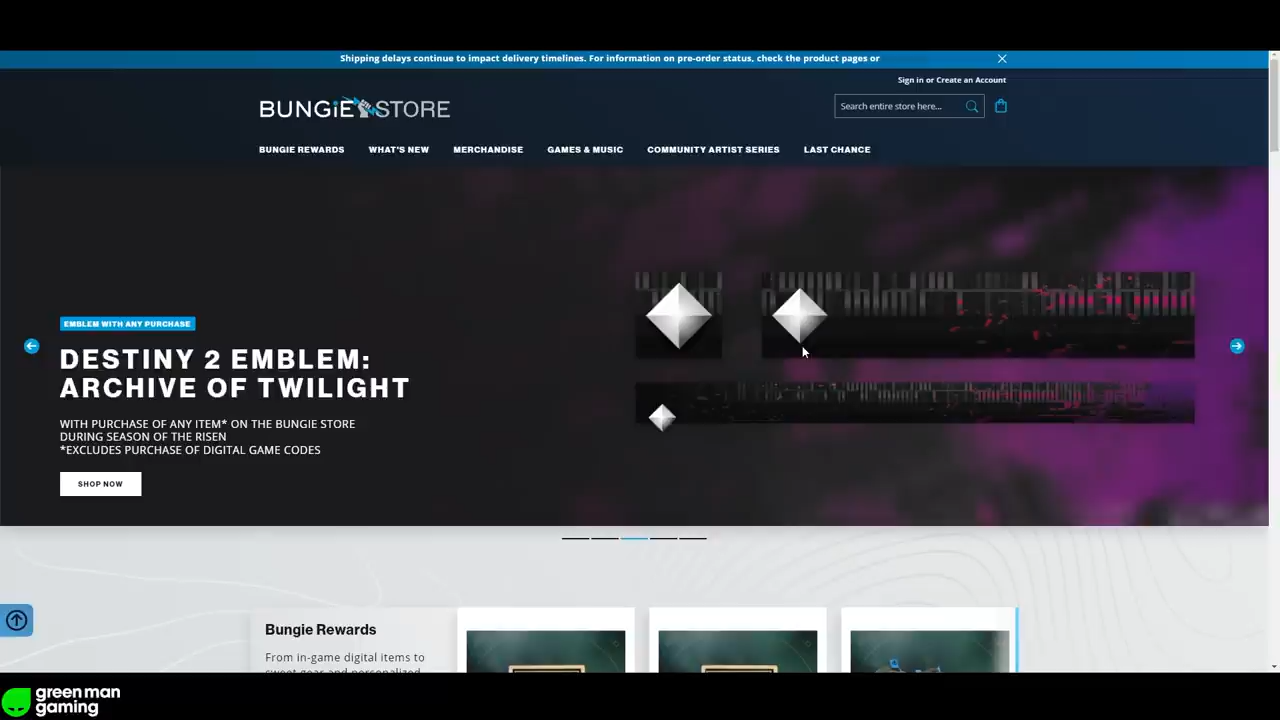 Shipping delays continue to impact delivery timelines. For information on pre-order status, check the product pages or
Sign in or Create an Account
BUNGiE STORE
Search entire store here...
BUNGIE REWARDS WHAT'S NEW MERCHANDISE GAMES & MUSIC COMMUNITY ARTIST SERIES LAST CHANCE
EMBLEM WITH ANY PURCHASE
DESTINY 2 EMBLEM:
ARCHIVE OF TWILIGHT
WITH PURCHASE OF ANY ITEM* ON THE BUNGIE STORE
DURING SEASON OF THE RISEN
*EXCLUDES PURCHASE OF DIGITAL GAME CODES
SHOP NOW
Bungie Rewards
From in-game digital items to
green man
gaming